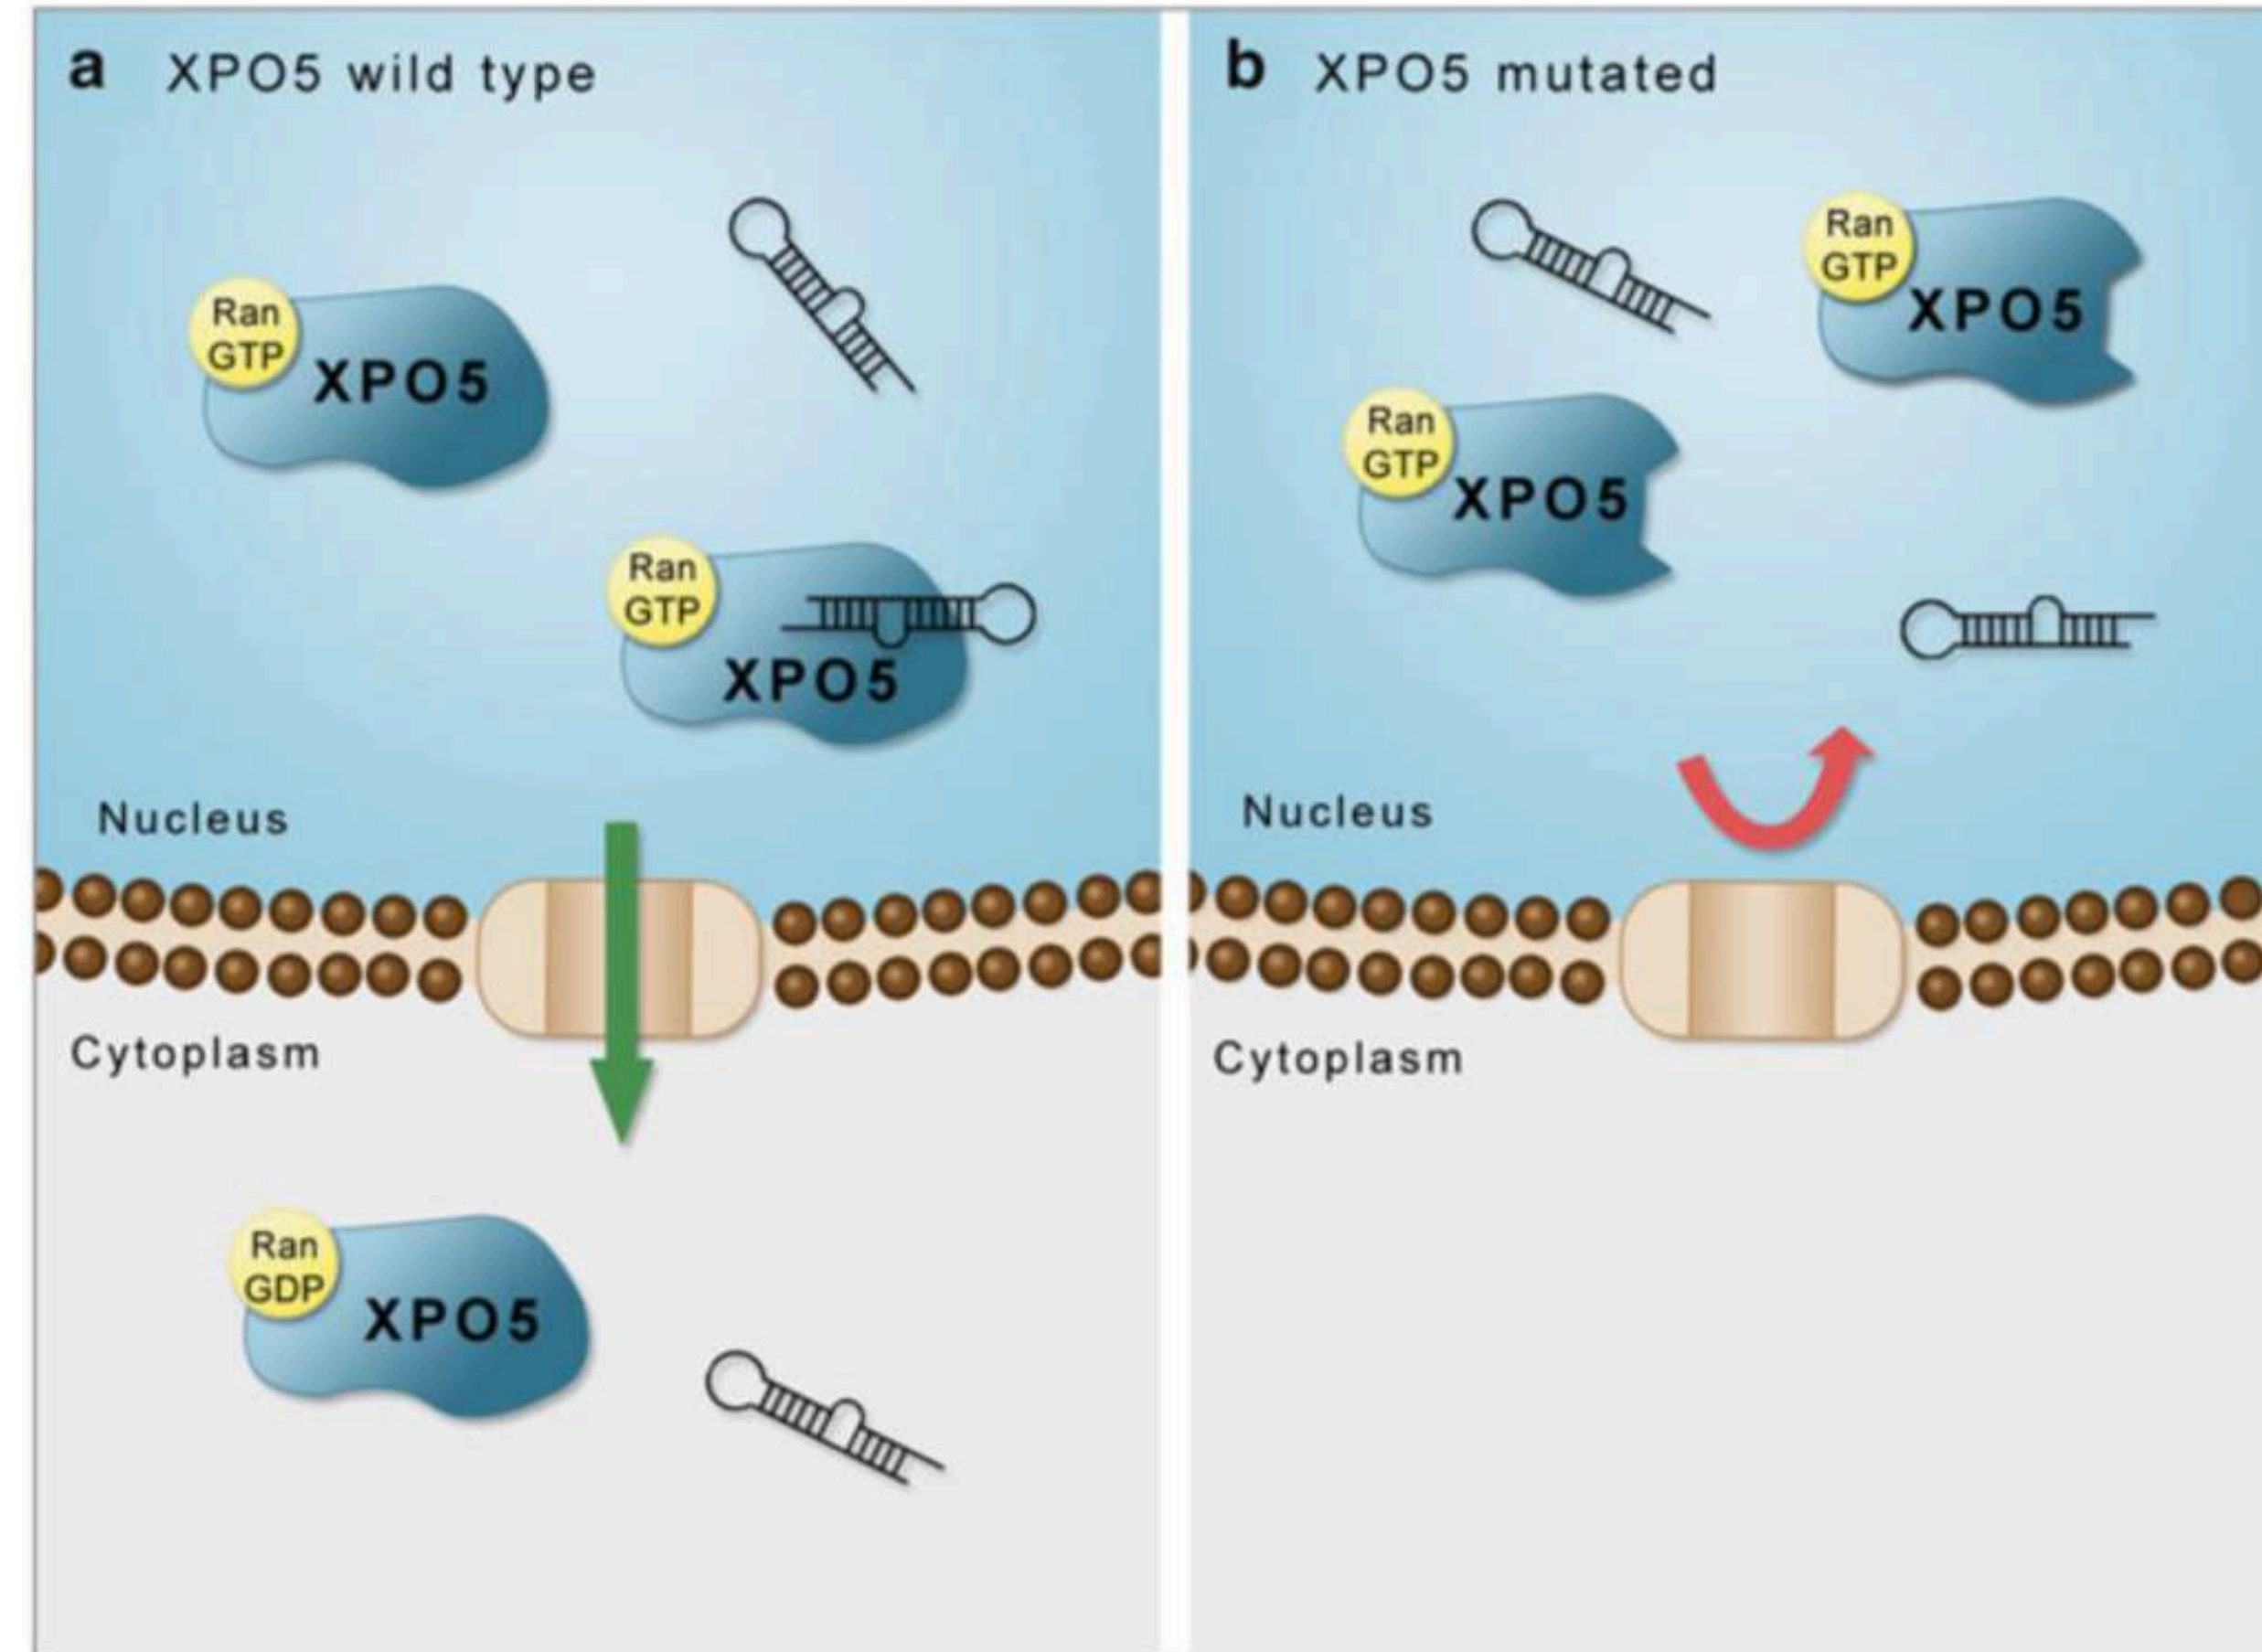 a XPO5 wild type
Ran
GTP
XPO5
Ran
GTP
XPO5
Nucleus
Cytoplasm
Ran
GDP
XPO5
b XPO5 mutated
Ran
GTP
XPO5
Ran
GTP
XPO5
Nucleus
Cytoplasm